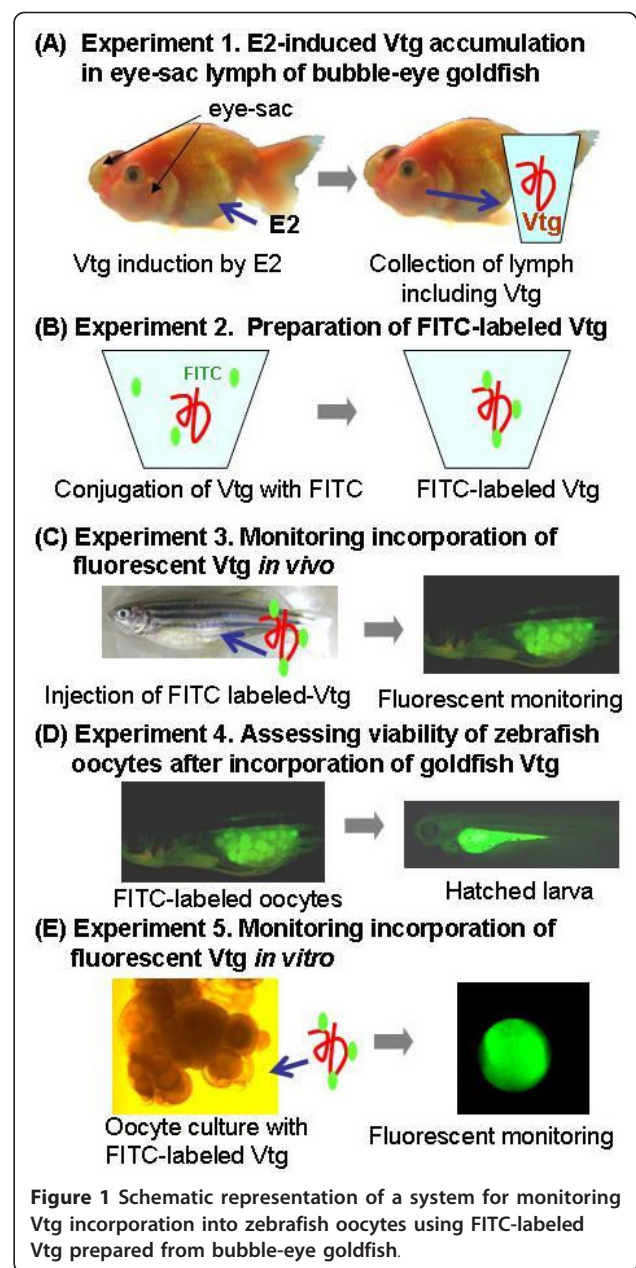 (A) Experiment 1. E2-induced Vtg accumulation
in eye-sac lymph of bubble-eye goldfish
eye-sac
E2
Vtg
Vtg induction by E2
Collection of lymph
including Vtg
(B) Experiment 2. Preparation of FITC-labeled Vtg
FITC
Conjugation of Vtg with FITC
FITC-labeled Vtg
(C) Experiment 3. Monitoring incorporation of
fluorescent Vtg in vivo
Injection of FITC labeled-Vtg
Fluorescent monitoring
(D) Experiment 4. Assessing viability of zebrafish
oocytes after incorporation of goldfish Vtg
FITC-labeled oocytes
Hatched larva
(E) Experiment 5. Monitoring incorporation of
fluorescent Vtg in vitro
Oocyte culture with
FITC-labeled Vtg
Fluorescent monitoring
Figure 1 Schematic representation of a system for monitoring
Vtg incorporation into zebrafish oocytes using FITC-labeled
Vtg prepared from bubble-eye goldfish.